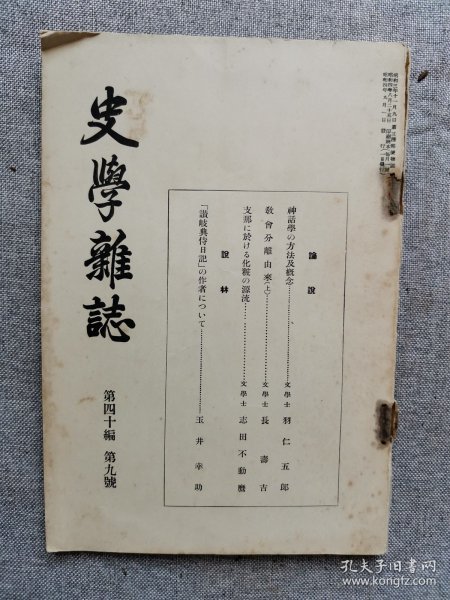 史學雜誌
第四十編 第九號
論說
神話學の方法及概念……文學士 羽仁五郎
教會分離由來(上)……文學士 長壽吉
支那に於ける化粧の源流……文學士 志田不動麿
說林
「讃岐典侍日記」の作者について……玉井幸助
孔夫子旧书网
www.kongfz.com